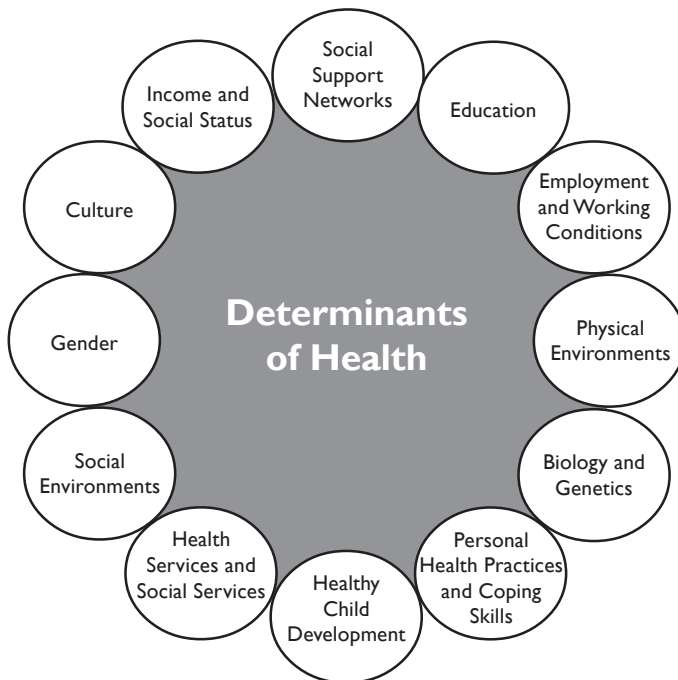 Social
Support
Networks
Education
Employment
and Working
Conditions
Physical
Environments
Biology and
Genetics
Personal
Health Practices
and Coping
Skills
Healthy
Child
Development
Health
Services and
Social Services
Social
Environments
Gender
Culture
Income and
Social Status
Determinants
of Health